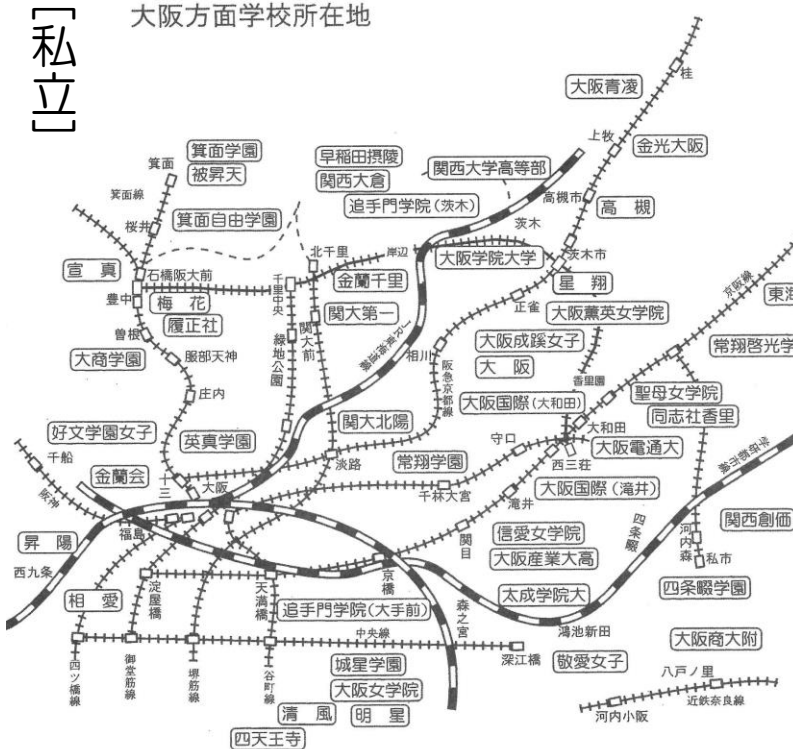 大阪方面学校所在地
[私立]
桂
大阪青凌
上牧
金光大阪
箕面
箕面学園
被昇天
早稲田摂陵
関西大倉
関西大学高等部
追手門学院(茨木)
高槻市
高槻
箕面線
桜井
箕面自由学園
茨木
北千里
岸辺
茨木市
大阪学院大学
宣真
石橋阪大前
千里中央
金蘭千里
星翔
京阪線
豊中
梅花
履正社
関大前
関大第一
正雀
大阪薫英女学院
東海
曽根
大商学園
服部天神
緑地公園
JR東海道線
相川
阪急京都線
大阪成蹊女子
大阪
常翔啓光学
香里園
庄内
大阪国際(大和田)
聖母女学院
同志社香里
好文学園女子
英真学園
関大北陽
守口
大和田
大阪電通大
千船
淡路
常翔学園
西三荘
学研都市線
金蘭会
十三
大阪
阪神
千林大宮
滝井
大阪国際(滝井)
四条畷
福島
昇陽
関目
信愛女学院
大阪産業大高
河内森
関西創価
西九条
私市
淀屋橋
天満橋
京橋
四条畷学園
相愛
追手門学院(大手前)
森之宮
太成学院大
鴻池新田
中央線
深江橋
敬愛女子
大阪商大附
四ツ橋線
御堂筋線
堺筋線
谷町線
城星学園
大阪女学院
清風
明星
四天王寺
八戸ノ里
河内小阪
近鉄奈良線